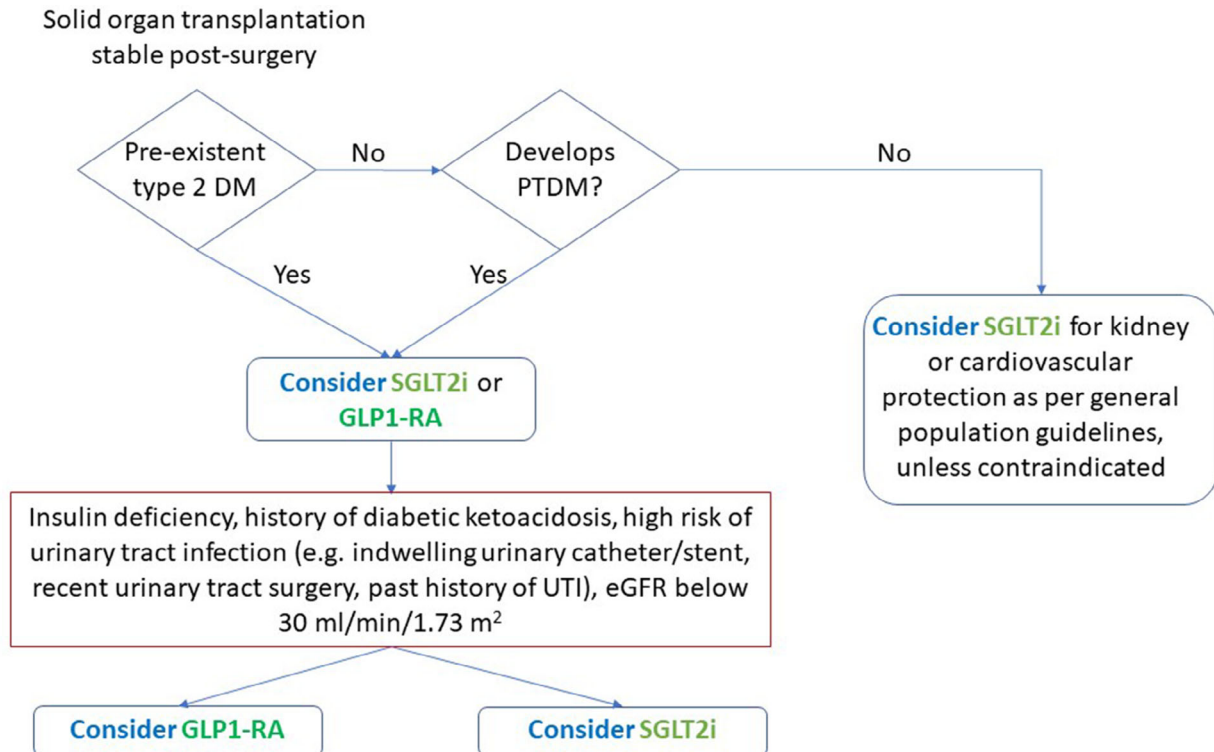 Solid organ transplantation
stable post-surgery
Pre-existent
type 2 DM
No
Develops
PTDM?
No
Yes
Yes
Consider SGLT2i for kidney
or cardiovascular
protection as per general
population guidelines,
unless contraindicated
Consider SGLT2i or
GLP1-RA
Insulin deficiency, history of diabetic ketoacidosis, high risk of
urinary tract infection (e.g. indwelling urinary catheter/stent,
recent urinary tract surgery, past history of UTI), eGFR below
30 ml/min/1.73 m²
Consider GLP1-RA
Consider SGLT2i